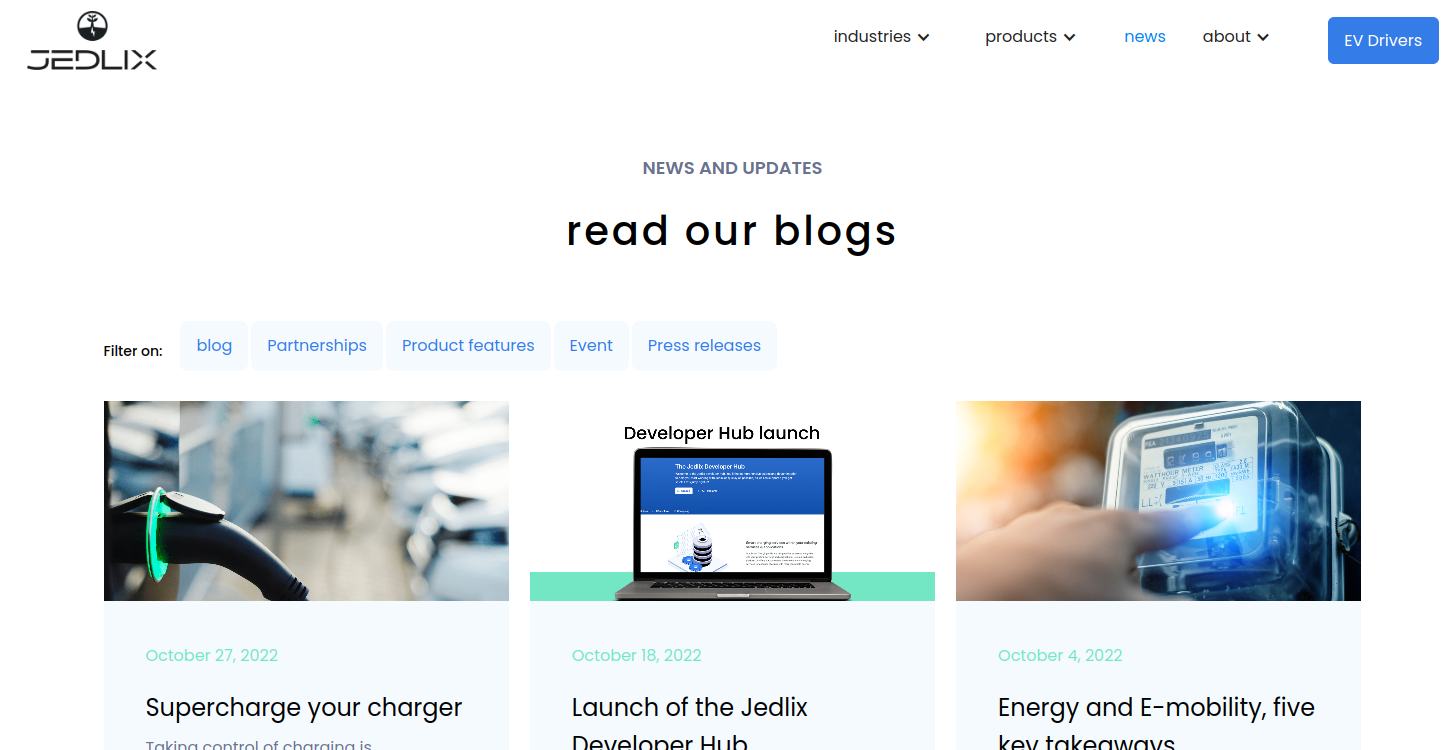 JEDLIX
industries
products
news
about
EV Drivers
NEWS AND UPDATES
read our blogs
Filter on:
blog
Partnerships
Product features
Event
Press releases
Developer Hub launch
The Jedlix Developer Hub
WATTHOUR METER
October 27, 2022
October 18, 2022
October 4, 2022
Supercharge your charger
Launch of the Jedlix
Developer Hub
Energy and E-mobility, five
key takeaways
Taking control of charging is